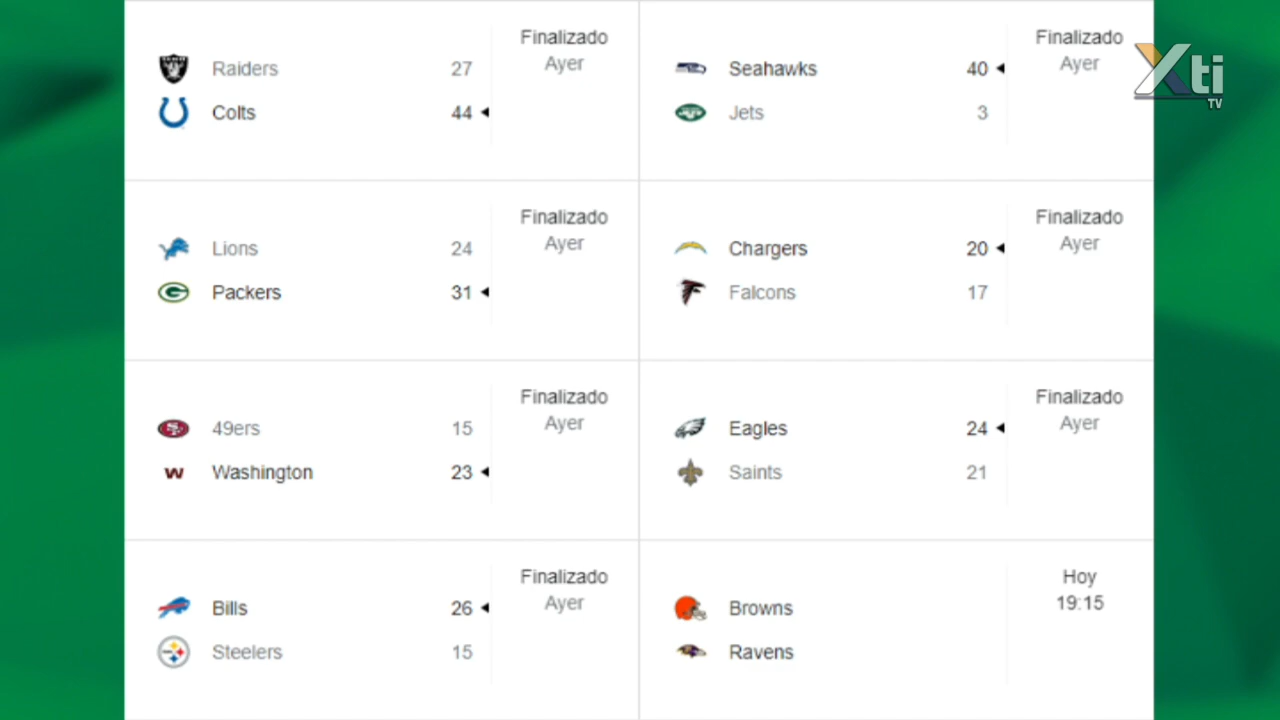 Raiders 27 Finalizado
Colts 44 Ayer
Seahawks 40 Finalizado
Jets 3 Ayer
Lions 24 Finalizado
Packers 31 Ayer
Chargers 20 Finalizado
Falcons 17 Ayer
49ers 15 Finalizado
Washington 23 Ayer
Eagles 24 Finalizado
Saints 21 Ayer
Bills 26 Finalizado
Steelers 15 Ayer
Browns Hoy
Ravens 19:15
Xti
TV